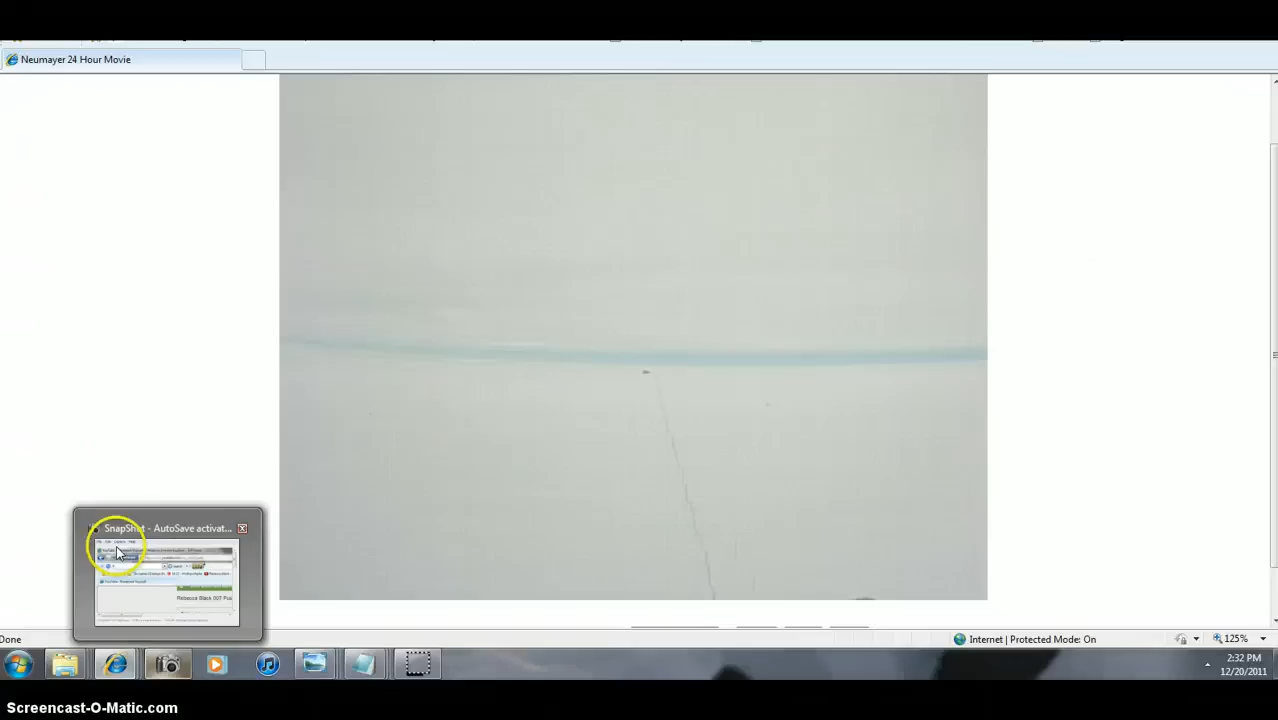 Neumayer 24 Hour Movie
SnapShot - AutoSave activat...
Rebecca Black 007 Pus
Done
Internet | Protected Mode: On
125%
2:32 PM
12/20/2011
Screencast-O-Matic.com